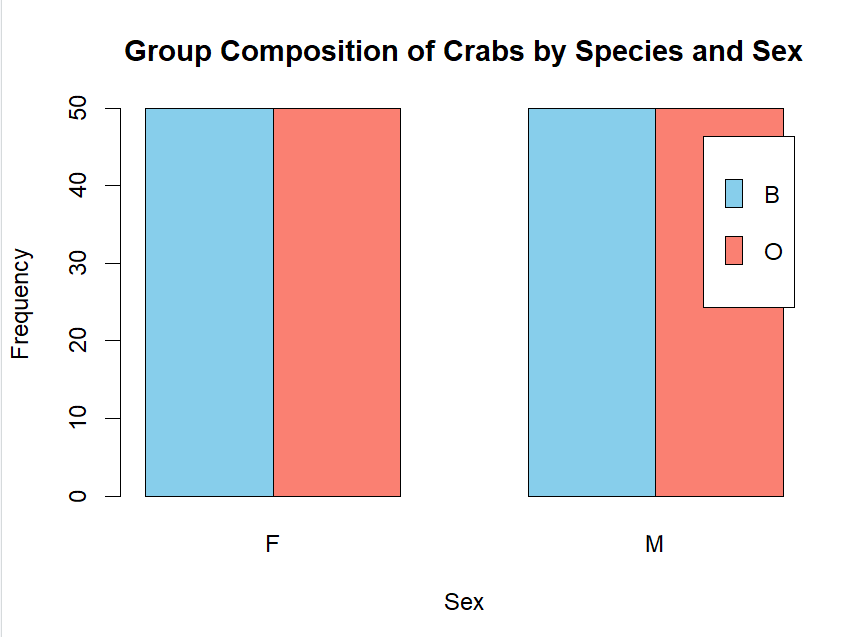 Group Composition of Crabs by Species and Sex
50
40
30
20
10
0
Frequency
B
O
F
M
Sex